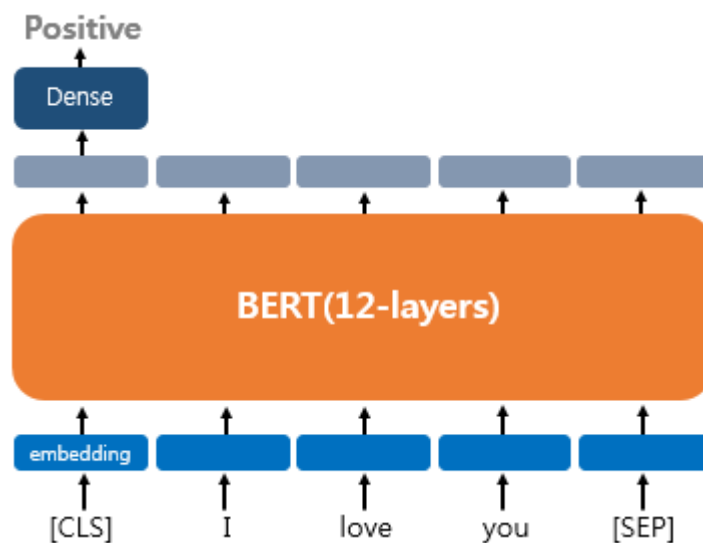 Positive
Dense
BERT(12-layers)
embedding
[CLS] I love you [SEP]